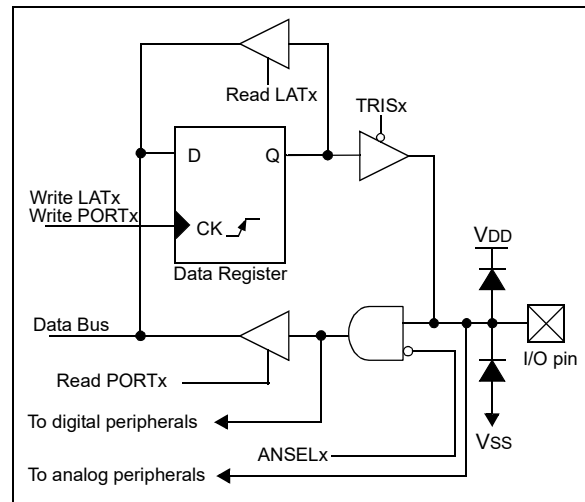 Read LATx
TRISx
D
Q
Write LATx
Write PORTx
CK
Data Register
VDD
Data Bus
I/O pin
Read PORTx
To digital peripherals
VSS
ANSELx
To analog peripherals